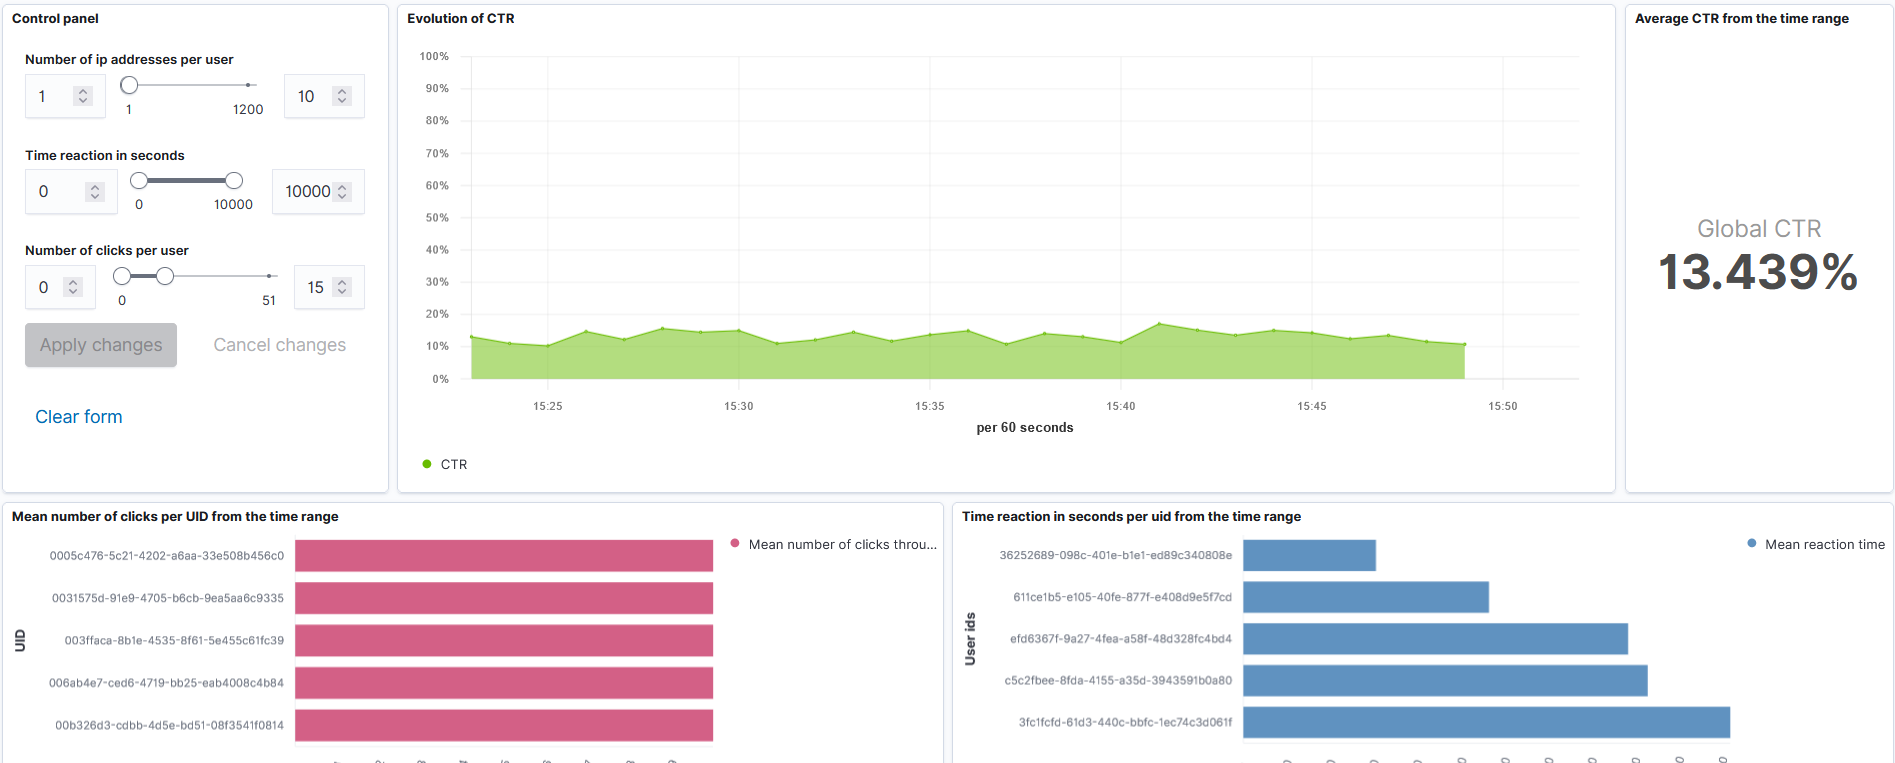 Control panel
Number of ip addresses per user
1
1
1200
10
Time reaction in seconds
0
0
10000
10000
Number of clicks per user
0
0
51
15
Apply changes
Cancel changes
Clear form
Evolution of CTR
100%
90%
80%
70%
60%
50%
40%
30%
20%
10%
0%
15:25
15:30
15:35
15:40
15:45
15:50
per 60 seconds
CTR
Average CTR from the time range
Global CTR
13.439%
Mean number of clicks per UID from the time range
UID
0005c476-5c21-4202-a6aa-33e508b456c0
0031575d-91e9-4705-b6cb-9ea5aa6c9335
003ffaca-8b1e-4535-8f61-5e455c61fc39
006ab4e7-ced6-4719-bb25-eab4008c4b84
00b326d3-cdbb-4d5e-bd51-08f3541f0814
Mean number of clicks throu...
Time reaction in seconds per uid from the time range
User ids
36252689-098c-401e-b1e1-ed89c340808e
611ce1b5-e105-40fe-877f-e408d9e5f7cd
efd6367f-9a27-4fea-a58f-48d328fc4bd4
c5c2fbee-8fda-4155-a35d-3943591b0a80
3fc1fcfd-61d3-440c-bbfc-1ec74c3d061f
Mean reaction time